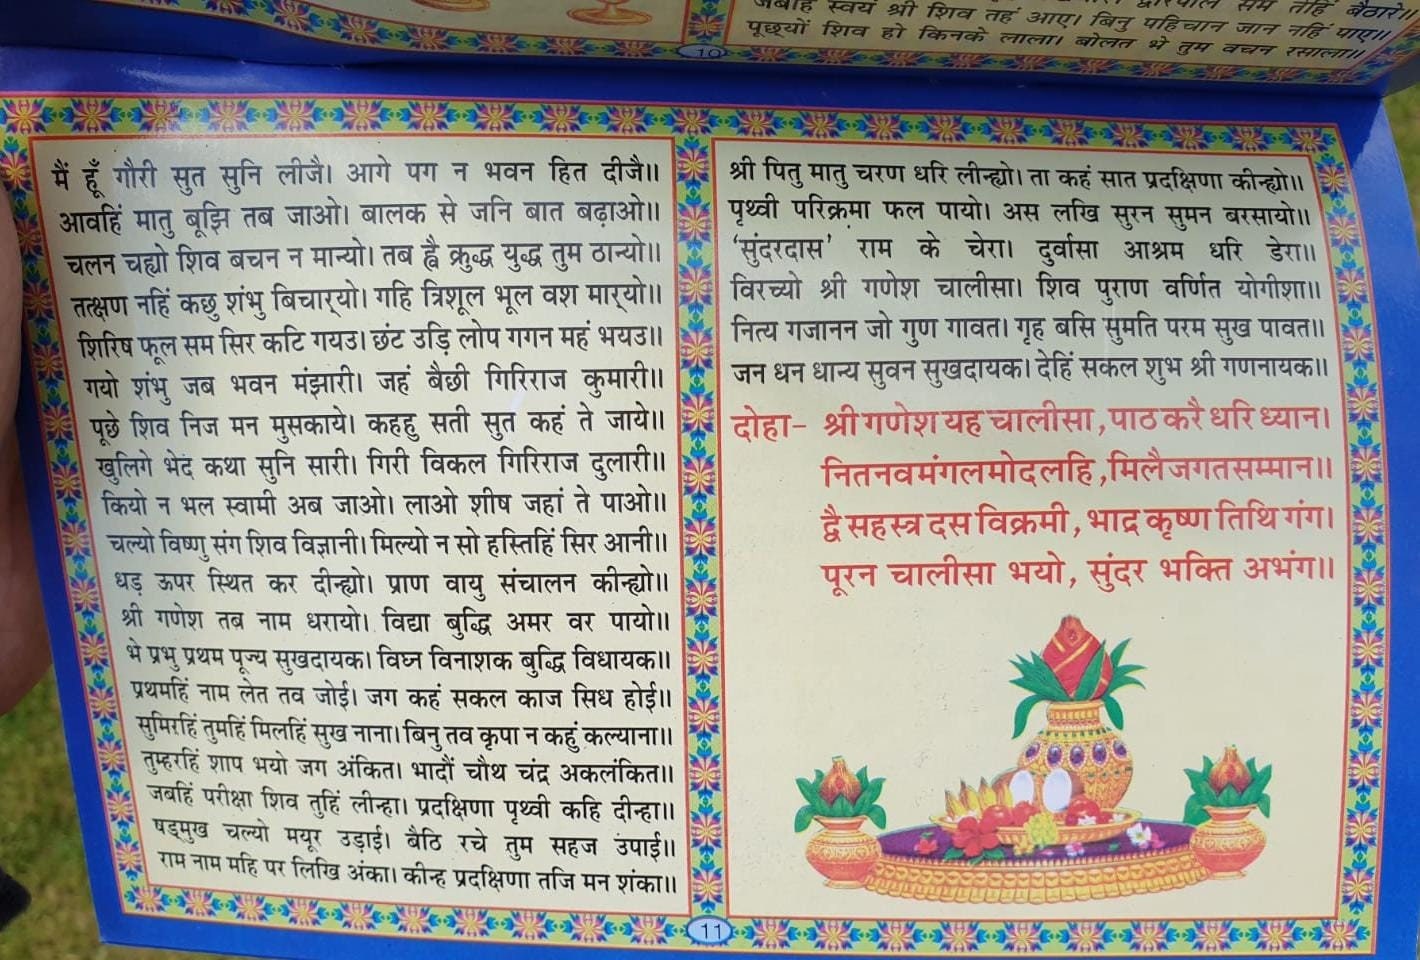 जबहिं स्वयं श्री शिव तहं आए। बिनु पहिचान जान नहिं पाए॥
पूछ्यों शिव हो किनके लाला। बोलत भे तुम वचन रसाला॥
10
मैं हूँ गौरी सुत सुनि लीजै। आगे पग न भवन हित दीजै॥
आवहिं मातु बूझि तब जाओ। बालक से जनि बात बढ़ाओ॥
चलन चह्यो शिव बचन न मान्यो। तब ह्वै क्रुद्ध युद्ध तुम ठान्यो॥
तत्क्षण नहिं कछु शंभु बिचार्‌यो। गहि त्रिशूल भूल वश मार्‌यो॥
शिरिष फूल सम सिर कटि गयउ। छंट उड़ि लोप गगन महं भयउ॥
गयो शंभु जब भवन मंझारी। जहं बैछी गिरिराज कुमारी॥
पूछे शिव निज मन मुसकाये। कहहु सती सुत कहं ते जाये॥
खुलिगे भेद कथा सुनि सारी। गिरी विकल गिरिराज दुलारी॥
कियो न भल स्वामी अब जाओ। लाओ शीष जहां ते पाओ॥
चल्यो विष्णु संग शिव विज्ञानी। मिल्यो न सो हस्तिहिं सिर आनी॥
धड़ ऊपर स्थित कर दीन्ह्यो। प्राण वायु संचालन कीन्ह्यो॥
श्री गणेश तब नाम धरायो। विद्या बुद्धि अमर वर पायो॥
भे प्रभु प्रथम पूज्य सुखदायक। विघ्न विनाशक बुद्धि विधायक॥
प्रथमहिं नाम लेत तव जोई। जग कहं सकल काज सिध होई॥
सुमिरहिं तुमहिं मिलहिं सुख नाना। बिनु तव कृपा न कहुं कल्याना॥
तुम्हरहिं शाप भयो जग अंकित। भादौं चौथ चंद्र अकलंकित॥
जबहिं परीक्षा शिव तुहिं लीन्हा। प्रदक्षिणा पृथ्वी कहि दीन्हा॥
षड्मुख चल्यो मयूर उड़ाई। बैठि रचे तुम सहज उंपाई॥
राम नाम महि पर लिखि अंका। कीन्ह प्रदक्षिणा तजि मन शंका॥
श्री पितु मातु चरण धरि लीन्ह्यो। ता कहं सात प्रदक्षिणा कीन्ह्यो॥
पृथ्वी परिक्रमा फल पायो। अस लखि सुरन सुमन बरसायो॥
'सुंदरदास' राम के चेरा। दुर्वासा आश्रम धरि डेरा॥
विरच्यो श्री गणेश चालीसा। शिव पुराण वर्णित योगीशा॥
नित्य गजानन जो गुण गावत। गृह बसि सुमति परम सुख पावत॥
जन धन धान्य सुवन सुखदायक। देहिं सकल शुभ श्री गणनायक॥
दोहा- श्री गणेश यह चालीसा, पाठ करै धरि ध्यान।
नित नव मंगल मोद लहि, मिलै जगत सम्मान॥
द्वै सहस्त्र दस विक्रमी, भाद्र कृष्ण तिथि गंग।
पूरन चालीसा भयो, सुंदर भक्ति अभंग॥
11